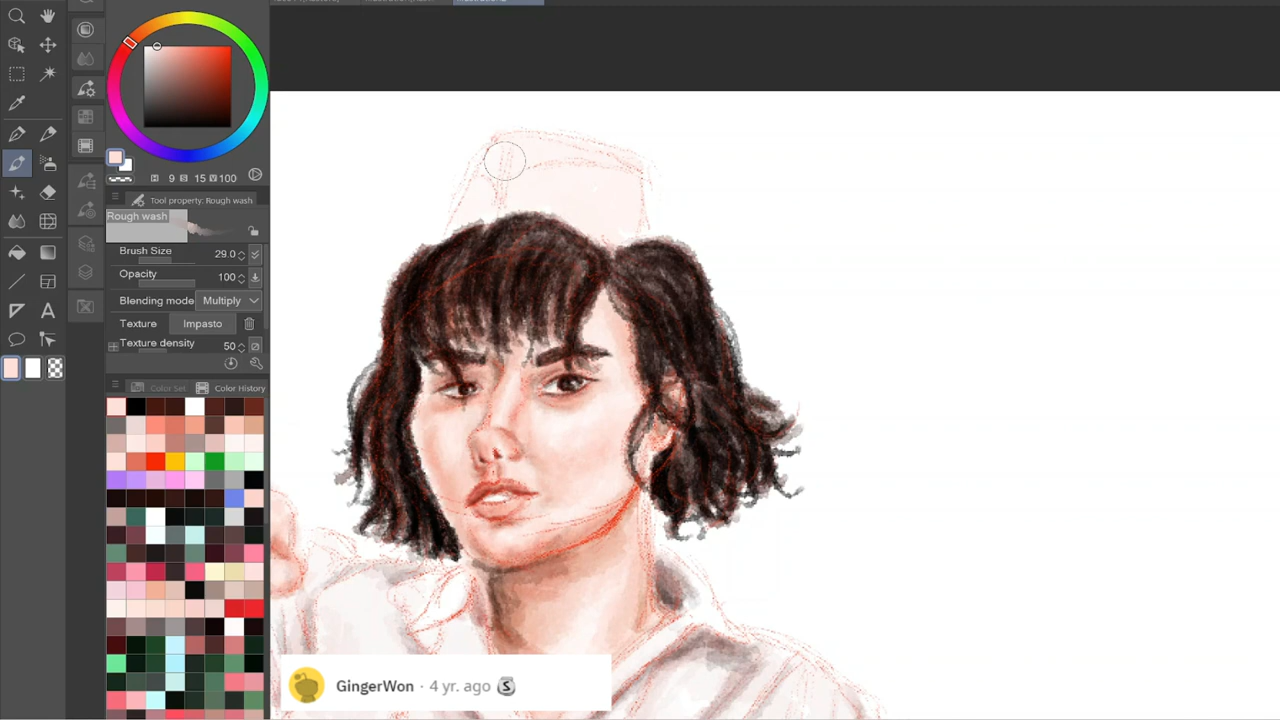 H 9 S 15 V 100
Tool property: Rough wash
Rough wash
Brush Size 29.0
Opacity 100
Blending mode Multiply
Texture Impasto
Texture density 50
Color Set Color History
GingerWon · 4 yr. ago S